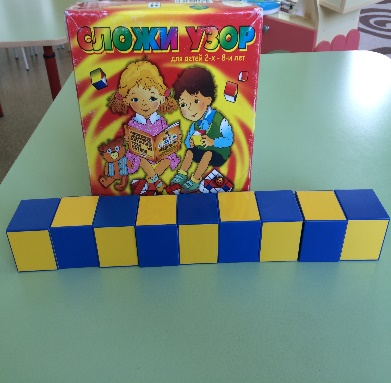 СЛОЖИ УЗОР
для детей 2-х - 8-и лет